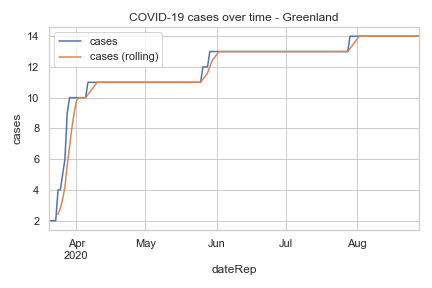 COVID-19 cases over time - Greenland
cases
cases (rolling)
14
12
10
8
6
4
2
cases
Apr
2020
May
Jun
Jul
Aug
dateRep